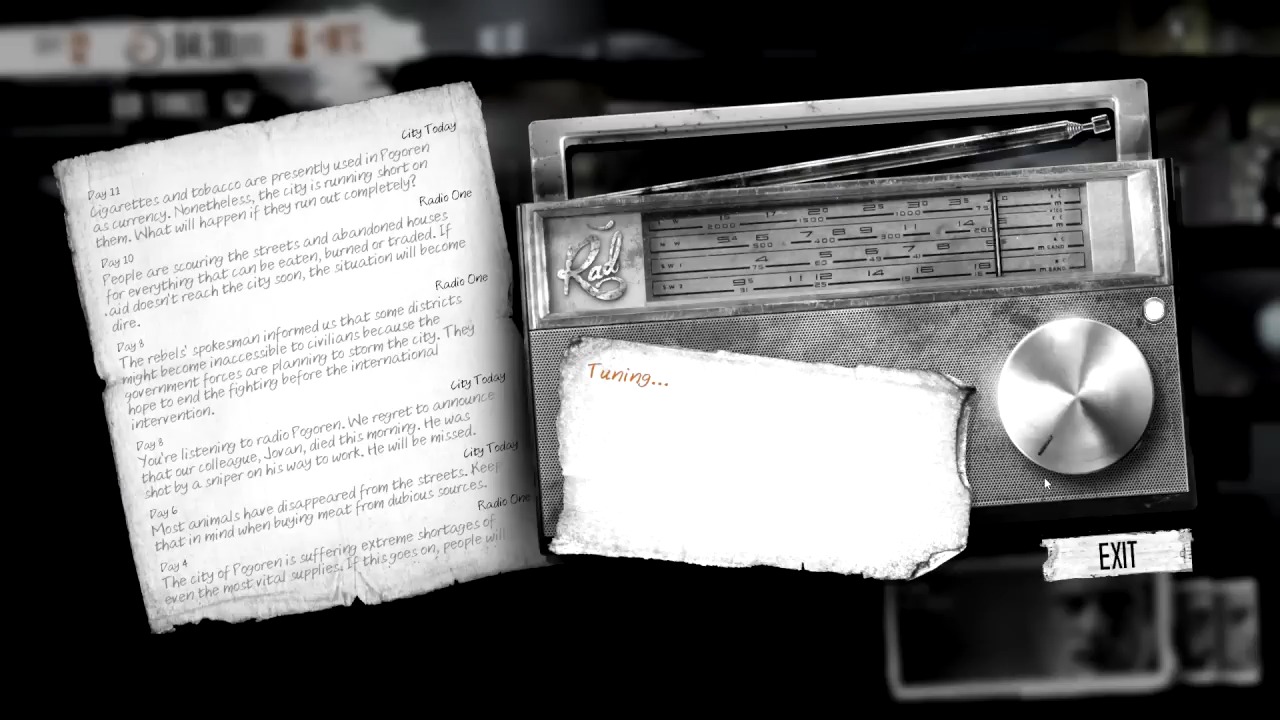 City Today
Day 11
Cigarettes and tobacco are presently used in Pogoren
as currency. Nonetheless, the city is running short on
them. What will happen if they run out completely?
Radio One
Day 10
People are scouring the streets and abandoned houses
for everything that can be eaten, burned or traded. If
aid doesn't reach the city soon, the situation will become
dire.
Radio One
Day 8
The rebels' spokesman informed us that some districts
might become inaccessible to civilians because the
government forces are planning to storm the city. They
hope to end the fighting before the international
intervention.
City Today
Day 8
You're listening to radio Pogoren. We regret to announce
that our colleague, Jovan, died this morning. He was
shot by a sniper on his way to work. He will be missed.
City Today
Day 6
Most animals have disappeared from the streets. Keep
that in mind when buying meat from dubious sources.
Radio One
Day 4
The city of Pogoren is suffering extreme shortages of
even the most vital supplies. If this goes on, people will
Rad
Tuning...
EXIT